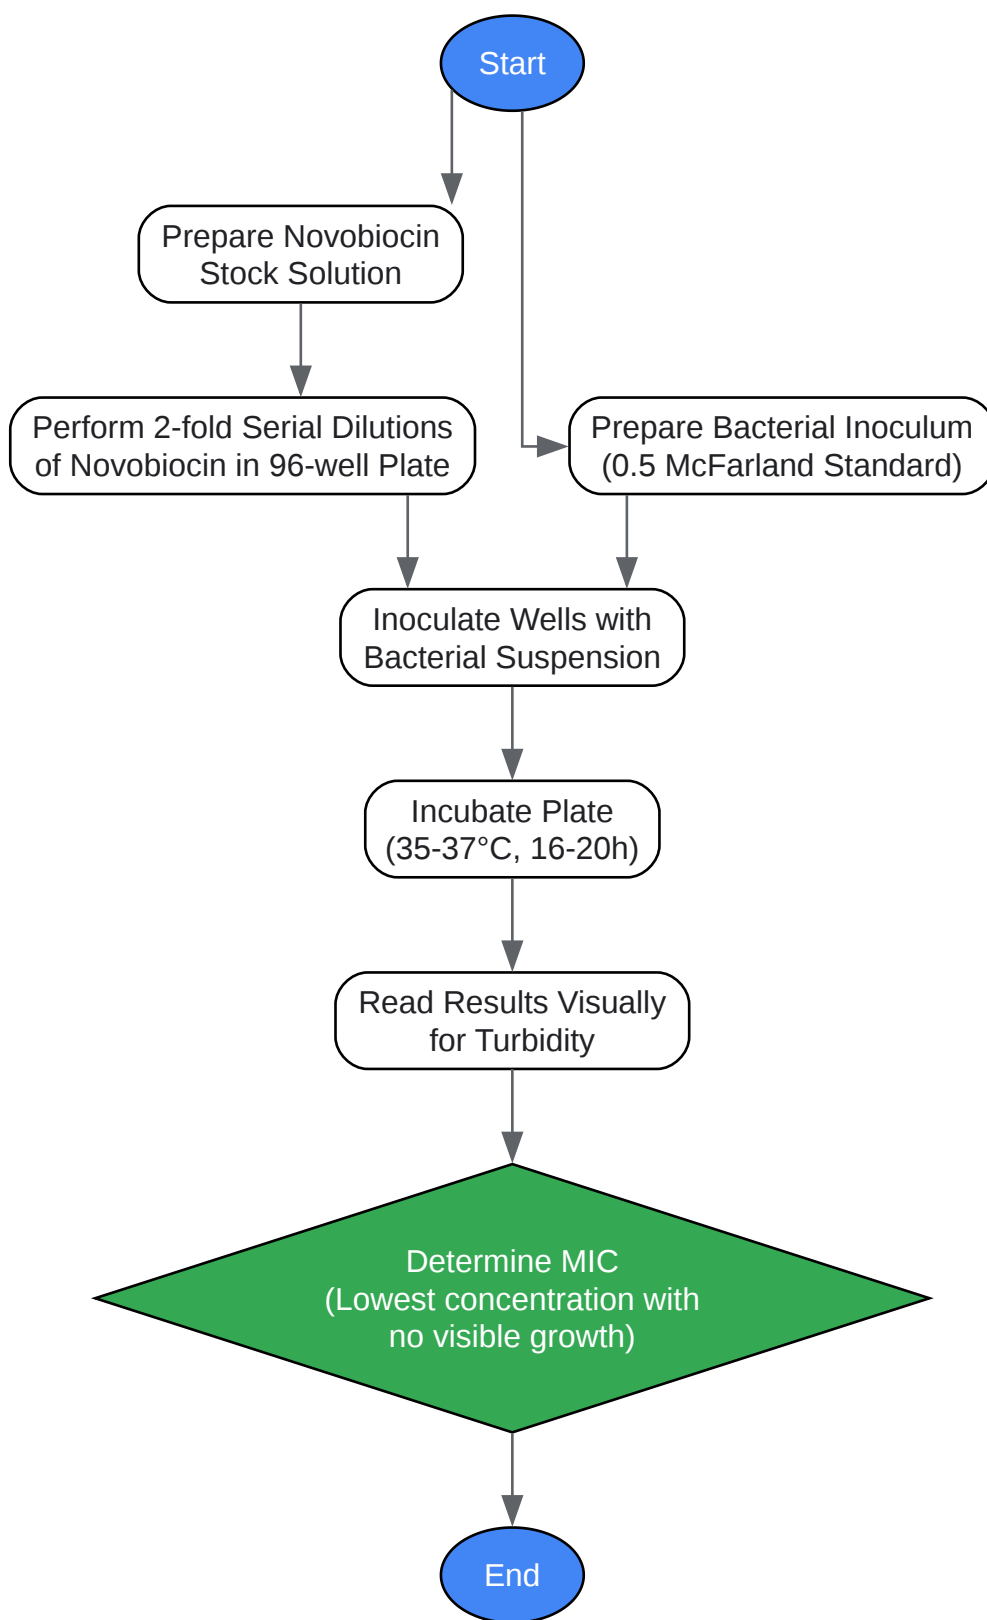 Start
Prepare Novobiocin
Stock Solution
Perform 2-fold Serial Dilutions
of Novobiocin in 96-well Plate
Prepare Bacterial Inoculum
(0.5 McFarland Standard)
Inoculate Wells with
Bacterial Suspension
Incubate Plate
(35-37°C, 16-20h)
Read Results Visually
for Turbidity
Determine MIC
(Lowest concentration with
no visible growth)
End